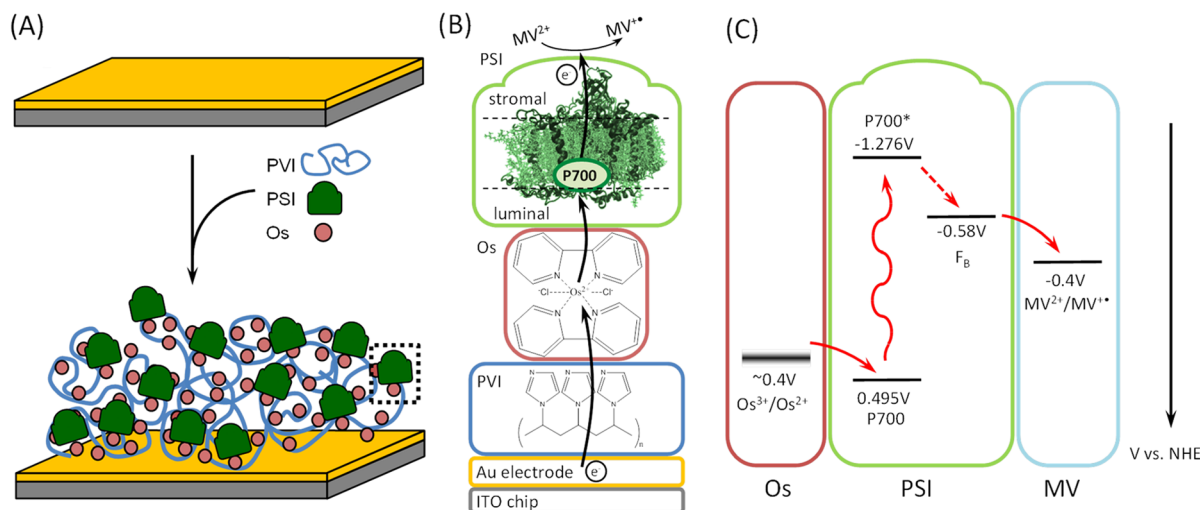 (A)
PVI
PSI
Os
(B)
MV2+ MV+•
PSI
e-
stromal
P700
luminal
Os
N N
-Cl Os2+ Cl-
N N
PVI
N N N
N N N
n
Au electrode e-
ITO chip
(C)
P700*
-1.276V
-0.58V
FB
-0.4V
MV2+/MV+•
~0.4V
Os3+/Os2+
0.495V
P700
V vs. NHE
Os PSI MV